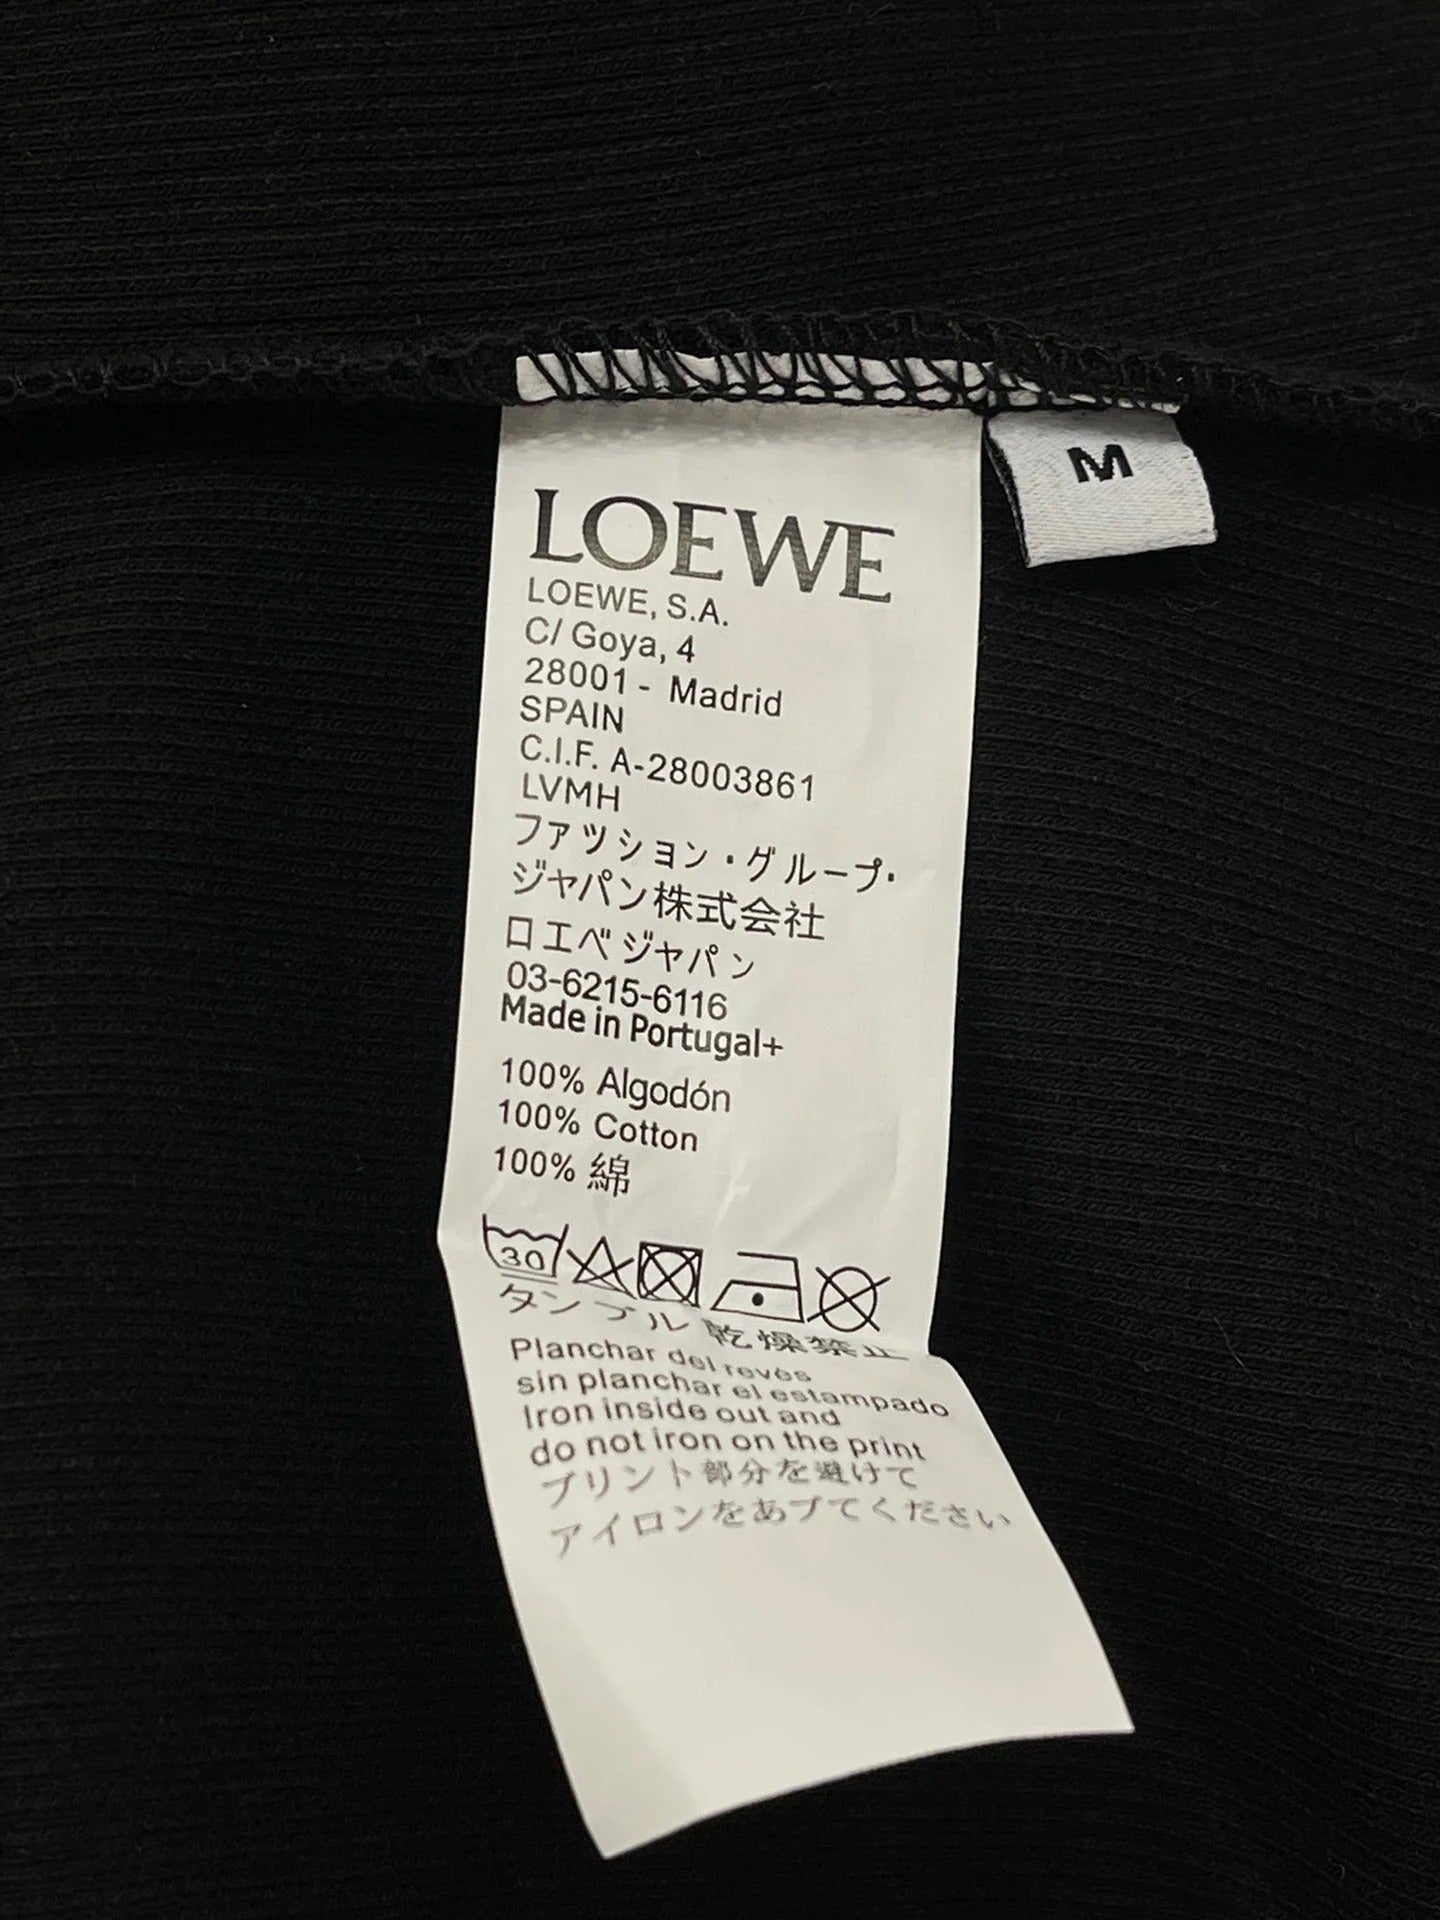 M
LOEWE
LOEWE, S.A.
C/ Goya, 4
28001 - Madrid
SPAIN
C.I.F. A-28003861
LVMH
ファッション・グループ・
ジャパン株式会社
ロエベジャパン
03-6215-6116
Made in Portugal+
100% Algodón
100% Cotton
100% 綿
30
タンブル乾燥禁止
Planchar del revés
sin planchar el estampado
Iron inside out and
do not iron on the print
プリント部分を避けて
アイロンをあブてください